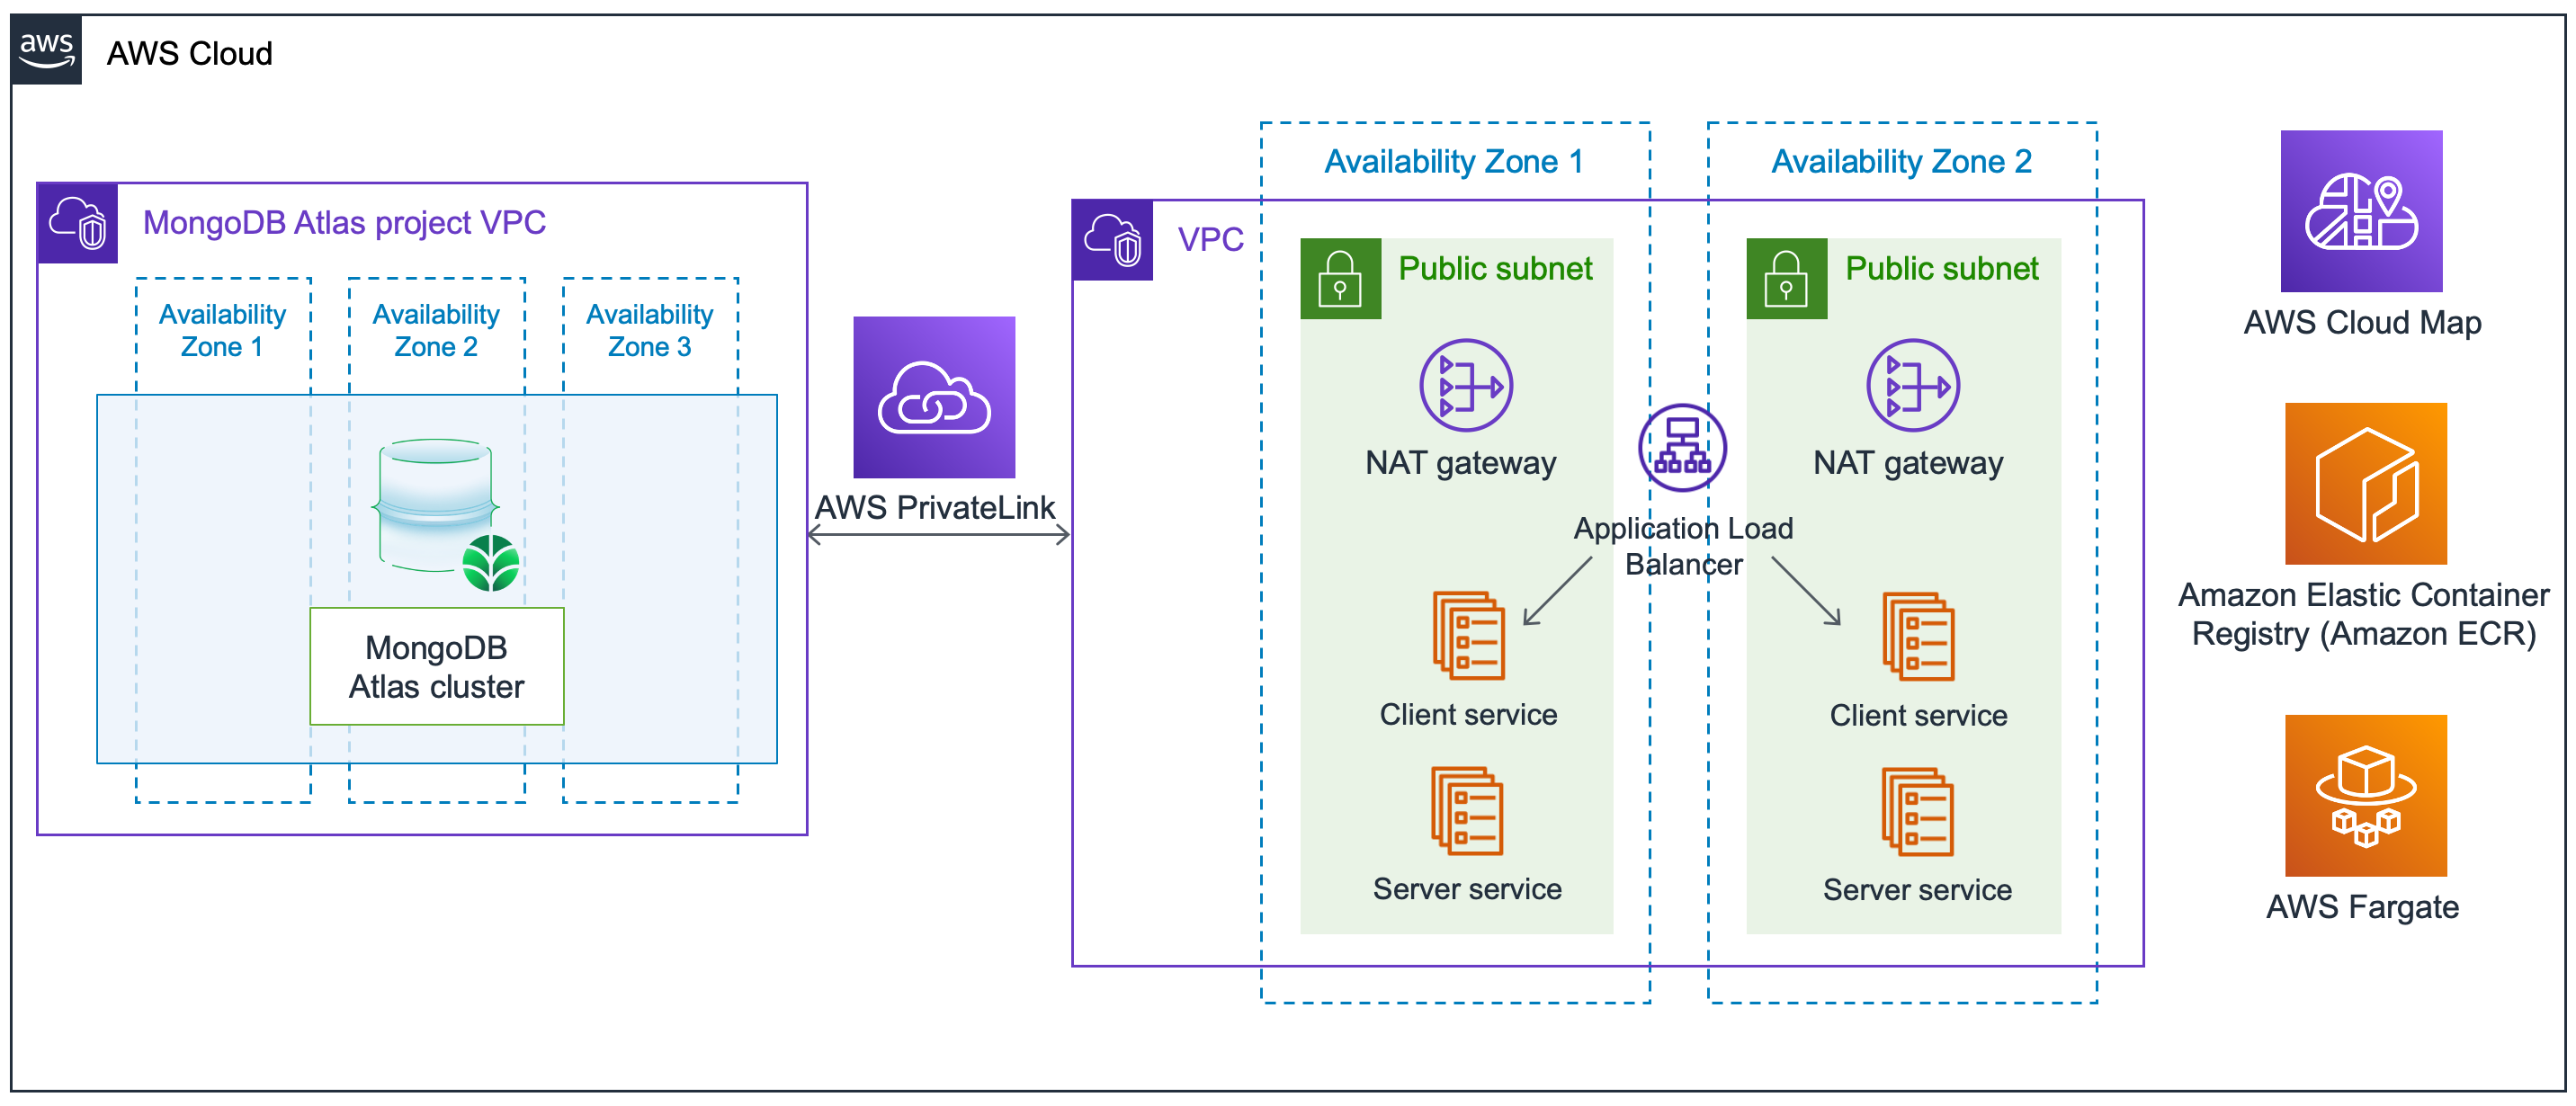 aws
AWS Cloud
MongoDB Atlas project VPC
Availability
Zone 1
Availability
Zone 2
Availability
Zone 3
MongoDB
Atlas cluster
AWS PrivateLink
VPC
Availability Zone 1
Public subnet
NAT gateway
Application Load
Balancer
Client service
Server service
Availability Zone 2
Public subnet
NAT gateway
Client service
Server service
AWS Cloud Map
Amazon Elastic Container
Registry (Amazon ECR)
AWS Fargate